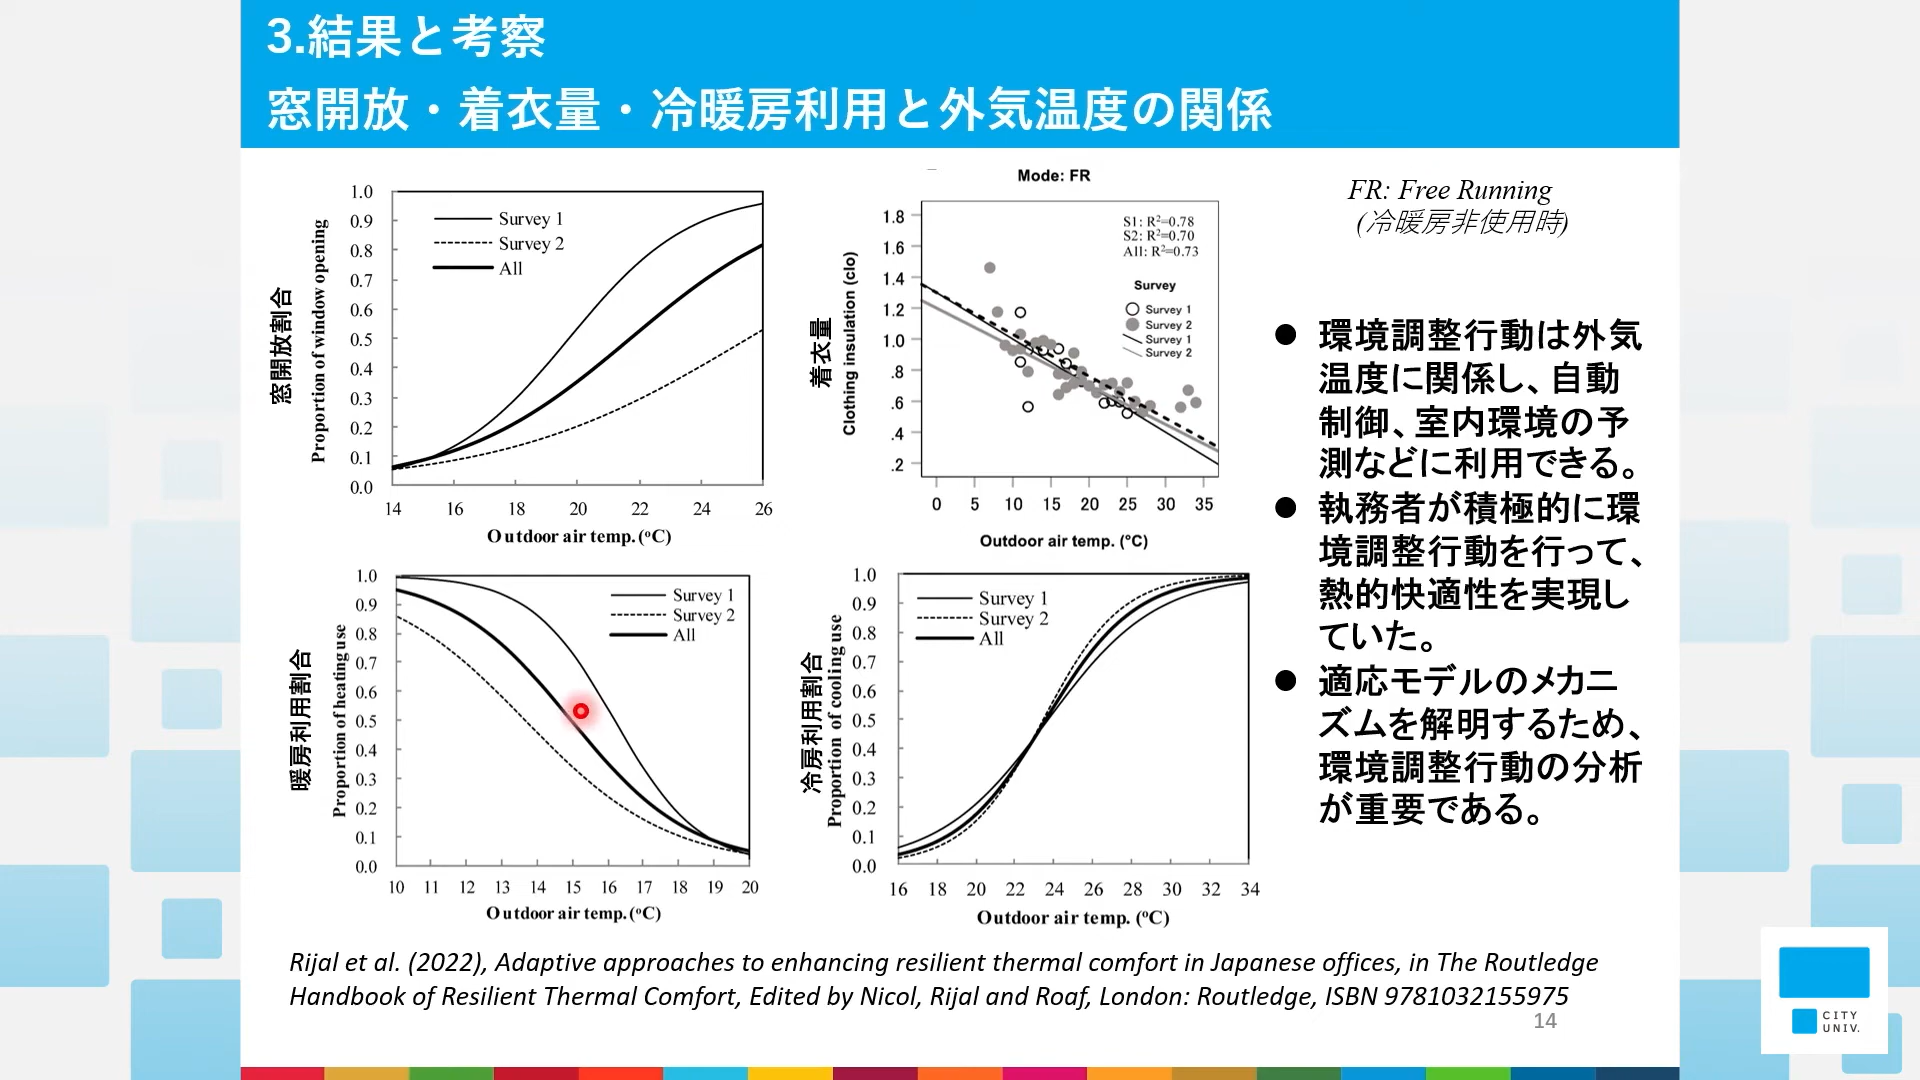 3.結果と考察
窓開放・着衣量・冷暖房利用と外気温度の関係
1.0
0.9
0.8
0.7
0.6
0.5
0.4
0.3
0.2
0.1
0.0
Survey 1
Survey 2
All
窓開放割合
Proportion of window opening
14 16 18 20 22 24 26
Outdoor air temp. (°C)
Mode: FR
1.8
1.6
1.4
1.2
1.0
.8
.6
.4
.2
S1: R²=0.78
S2: R²=0.70
All: R²=0.73
Survey
Survey 1
Survey 2
Survey 1
Survey 2
着衣量
Clothing insulation (clo)
0 5 10 15 20 25 30 35
Outdoor air temp. (°C)
FR: Free Running
(冷暖房非使用時)
1.0
0.9
0.8
0.7
0.6
0.5
0.4
0.3
0.2
0.1
0.0
Survey 1
Survey 2
All
暖房利用割合
Proportion of heating use
10 11 12 13 14 15 16 17 18 19 20
Outdoor air temp. (°C)
1.0
0.9
0.8
0.7
0.6
0.5
0.4
0.3
0.2
0.1
0.0
Survey 1
Survey 2
All
冷房利用割合
Proportion of cooling use
16 18 20 22 24 26 28 30 32 34
Outdoor air temp. (°C)
● 環境調整行動は外気
温度に関係し、自動
制御、室内環境の予
測などに利用できる。
● 執務者が積極的に環
境調整行動を行って、
熱的快適性を実現し
ていた。
● 適応モデルのメカニ
ズムを解明するため、
環境調整行動の分析
が重要である。
Rijal et al. (2022), Adaptive approaches to enhancing resilient thermal comfort in Japanese offices, in The Routledge
Handbook of Resilient Thermal Comfort, Edited by Nicol, Rijal and Roaf, London: Routledge, ISBN 9781032155975
14
CITY
UNIV.